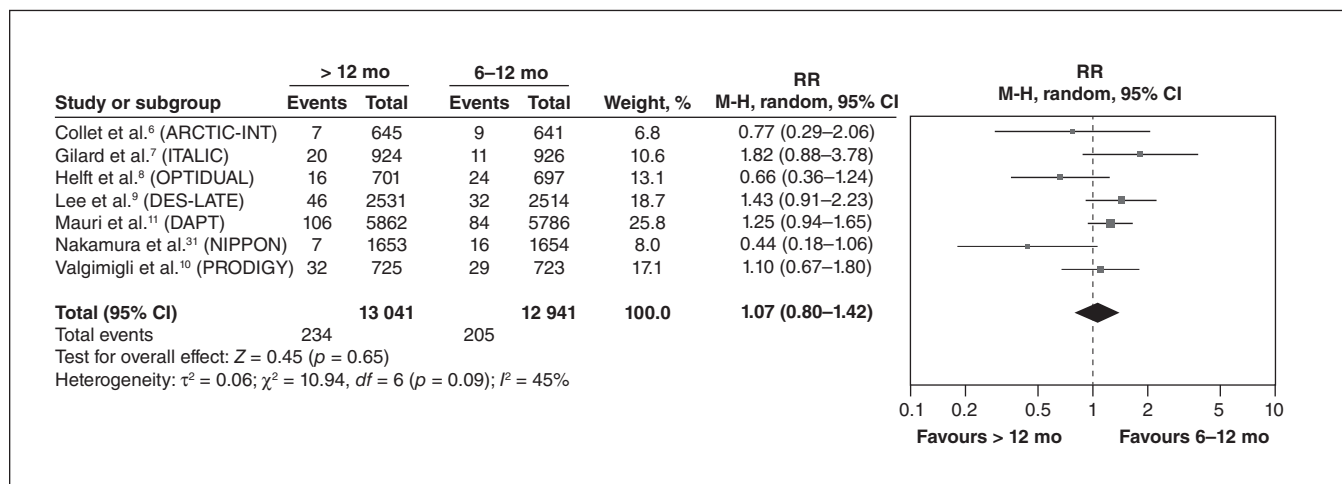 > 12 mo 6–12 mo RR RR
Study or subgroup Events Total Events Total Weight, % M-H, random, 95% CI M-H, random, 95% CI
Collet et al.⁶ (ARCTIC-INT) 7 645 9 641 6.8 0.77 (0.29–2.06)
Gilard et al.⁷ (ITALIC) 20 924 11 926 10.6 1.82 (0.88–3.78)
Helft et al.⁸ (OPTIDUAL) 16 701 24 697 13.1 0.66 (0.36–1.24)
Lee et al.⁹ (DES-LATE) 46 2531 32 2514 18.7 1.43 (0.91–2.23)
Mauri et al.¹¹ (DAPT) 106 5862 84 5786 25.8 1.25 (0.94–1.65)
Nakamura et al.³¹ (NIPPON) 7 1653 16 1654 8.0 0.44 (0.18–1.06)
Valgimigli et al.¹⁰ (PRODIGY) 32 725 29 723 17.1 1.10 (0.67–1.80)
Total (95% CI) 13 041 12 941 100.0 1.07 (0.80–1.42)
Total events 234 205
Test for overall effect: Z = 0.45 (p = 0.65)
Heterogeneity: τ² = 0.06; χ² = 10.94, df = 6 (p = 0.09); I² = 45%
0.1 0.2 0.5 1 2 5 10
Favours > 12 mo Favours 6–12 mo